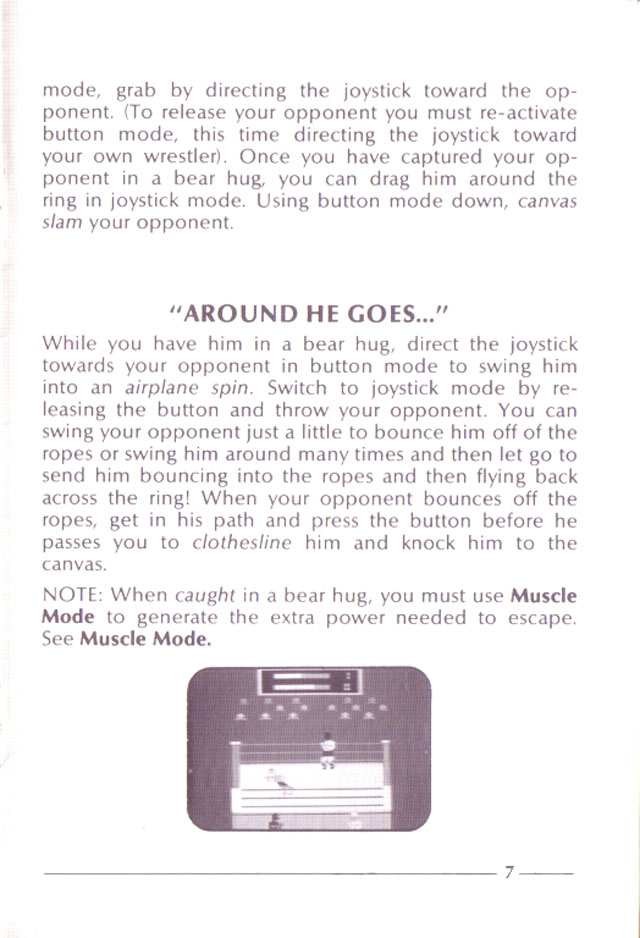 mode, grab by directing the joystick toward the op-
ponent. (To release your opponent you must re-activate
button mode, this time directing the joystick toward
your own wrestler). Once you have captured your op-
ponent in a bear hug, you can drag him around the
ring in joystick mode. Using button mode down, canvas
slam your opponent.
"AROUND HE GOES..."
While you have him in a bear hug, direct the joystick
towards your opponent in button mode to swing him
into an airplane spin. Switch to joystick mode by re-
leasing the button and throw your opponent. You can
swing your opponent just a little to bounce him off of the
ropes or swing him around many times and then let go to
send him bouncing into the ropes and then flying back
across the ring! When your opponent bounces off the
ropes, get in his path and press the button before he
passes you to clothesline him and knock him to the
canvas.
NOTE: When caught in a bear hug, you must use Muscle
Mode to generate the extra power needed to escape.
See Muscle Mode.
7